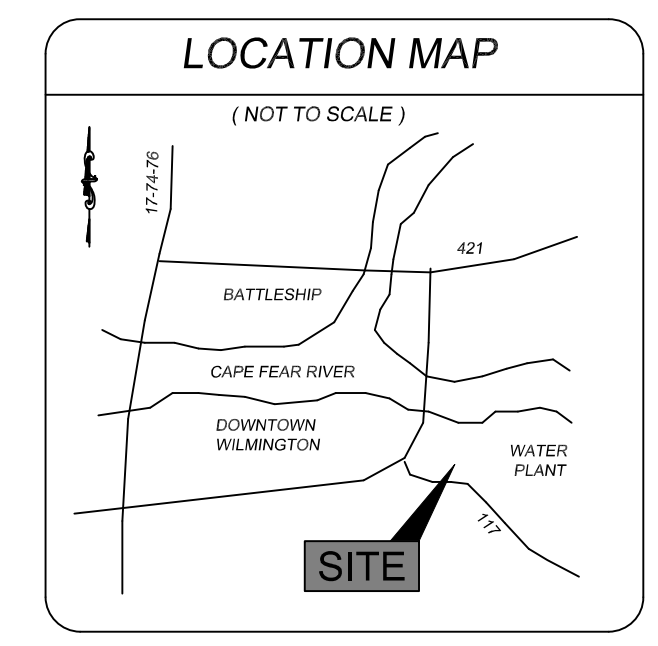 LOCATION MAP
( NOT TO SCALE )
17-74-76
421
BATTLESHIP
CAPE FEAR RIVER
DOWNTOWN
WILMINGTON
WATER
PLANT
117
SITE